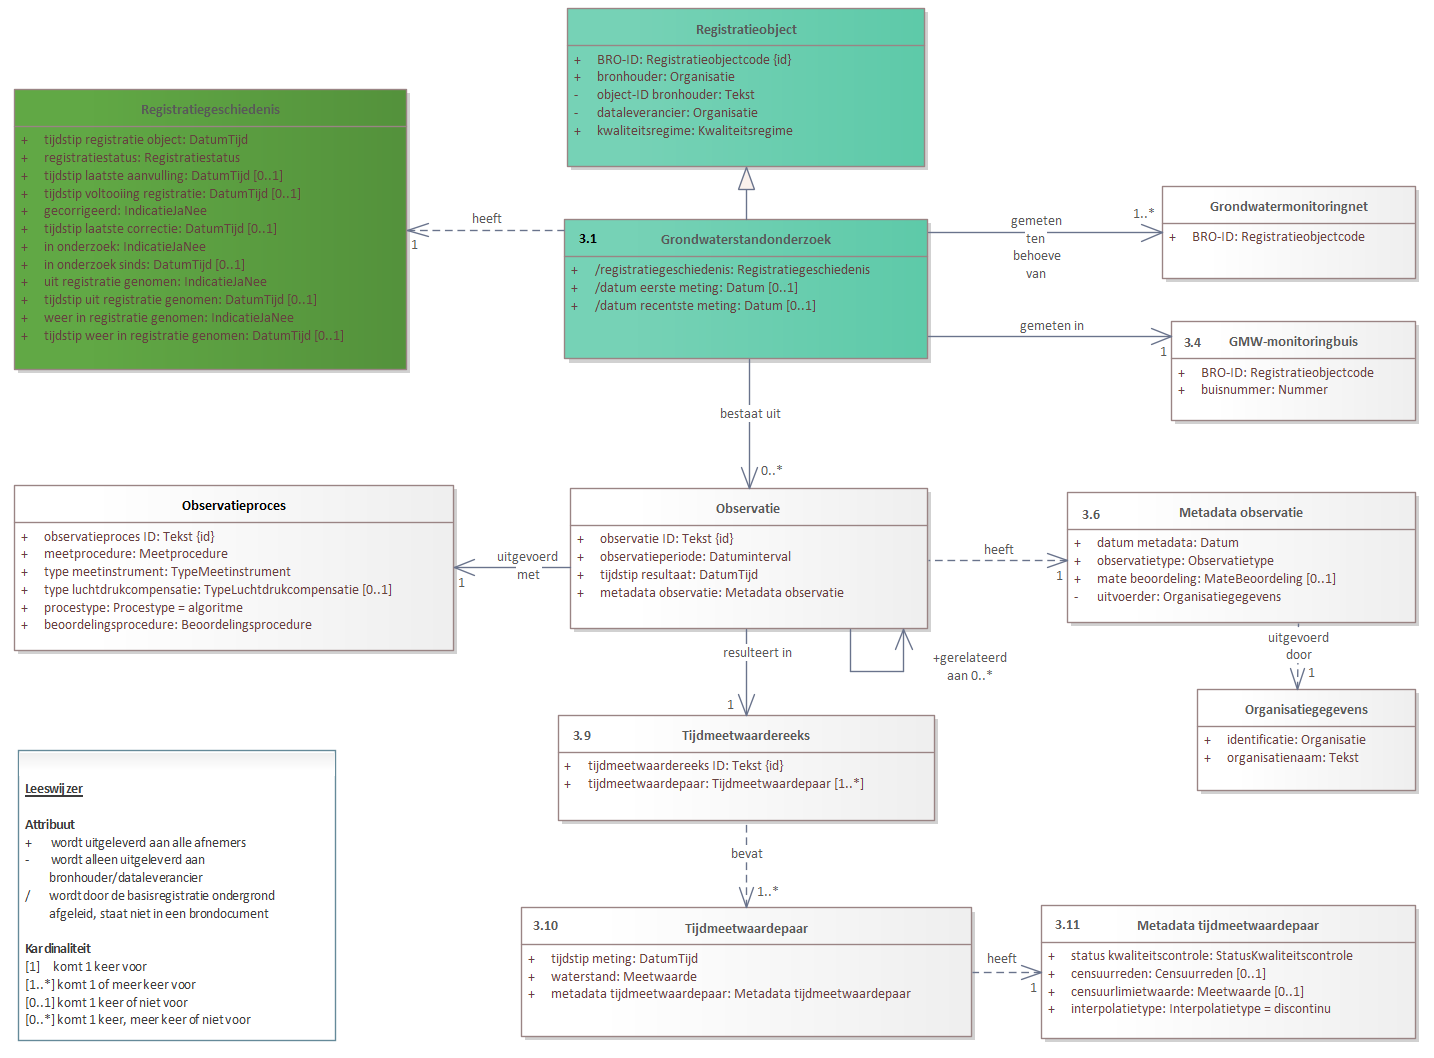 Registratieobject
+ BRO-ID: Registratieobjectcode {id}
+ bronhouder: Organisatie
- object-ID bronhouder: Tekst
- dataleverancier: Organisatie
+ kwaliteitsregime: Kwaliteitsregime
Registratiegeschiedenis
+ tijdstip registratie object: DatumTijd
+ registratiestatus: Registratiestatus
+ tijdstip laatste aanvulling: DatumTijd [0..1]
+ tijdstip voltooiing registratie: DatumTijd [0..1]
+ gecorrigeerd: IndicatieJaNee
+ tijdstip laatste correctie: DatumTijd [0..1]
+ in onderzoek: IndicatieJaNee
+ in onderzoek sinds: DatumTijd [0..1]
+ uit registratie genomen: IndicatieJaNee
+ tijdstip uit registratie genomen: DatumTijd [0..1]
+ weer in registratie genomen: IndicatieJaNee
+ tijdstip weer in registratie genomen: DatumTijd [0..1]
heeft
1
3.1 Grondwaterstandonderzoek
+ /registratiegeschiedenis: Registratiegeschiedenis
+ /datum eerste meting: Datum [0..1]
+ /datum recentste meting: Datum [0..1]
gemeten
ten
behoeve
van
1..*
Grondwatermonitoringnet
+ BRO-ID: Registratieobjectcode
gemeten in
1
3.4 GMW-monitoringbuis
+ BRO-ID: Registratieobjectcode
+ buisnummer: Nummer
bestaat uit
0..*
Observatieproces
+ observatieproces ID: Tekst {id}
+ meetprocedure: Meetprocedure
+ type meetinstrument: TypeMeetinstrument
+ type luchtdrukcompensatie: TypeLuchtdrukcompensatie [0..1]
+ procestype: Procestype = algoritme
+ beoordelingsprocedure: Beoordelingsprocedure
uitgevoerd
met
1
Observatie
+ observatie ID: Tekst {id}
+ observatieperiode: Datuminterval
+ tijdstip resultaat: DatumTijd
+ metadata observatie: Metadata observatie
heeft
1
3.6 Metadata observatie
+ datum metadata: Datum
+ observatietype: Observatietype
+ mate beoordeling: MateBeoordeling [0..1]
- uitvoerder: Organisatiegegevens
uitgevoerd
door
1
resulteert in
1
+gerelateerd
aan 0..*
Organisatiegegevens
+ identificatie: Organisatie
+ organisatienaam: Tekst
3.9 Tijdmeetwaardereeks
+ tijdmeetwaardereeks ID: Tekst {id}
+ tijdmeetwaardepaar: Tijdmeetwaardepaar [1..*]
bevat
1..*
Leeswijzer
Attribuut
+ wordt uitgeleverd aan alle afnemers
- wordt alleen uitgeleverd aan
bronhouder/dataleverancier
/ wordt door de basisregistratie ondergrond
afgeleid, staat niet in een brondocument
Kardinaliteit
[1] komt 1 keer voor
[1..*] komt 1 of meer keer voor
[0..1] komt 1 keer of niet voor
[0..*] komt 1 keer, meer keer of niet voor
3.10 Tijdmeetwaardepaar
+ tijdstip meting: DatumTijd
+ waterstand: Meetwaarde
+ metadata tijdmeetwaardepaar: Metadata tijdmeetwaardepaar
heeft
1
3.11 Metadata tijdmeetwaardepaar
+ status kwaliteitscontrole: StatusKwaliteitscontrole
+ censuurreden: Censuurreden [0..1]
+ censuurlimietwaarde: Meetwaarde [0..1]
+ interpolatietype: Interpolatietype = discontinu